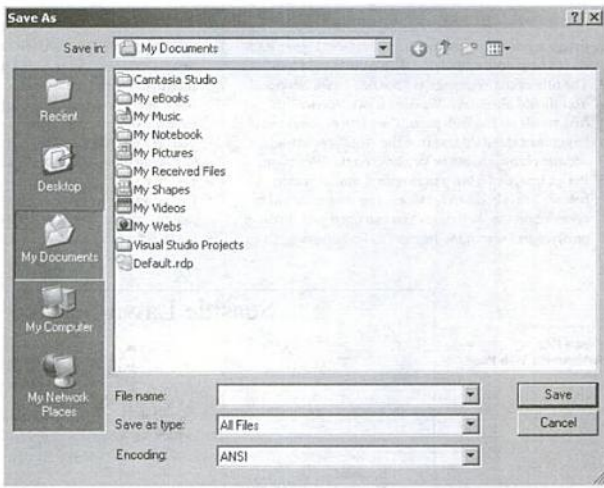 Save As
Save in:
My Documents
Recent
Desktop
My Documents
My Computer
My Network
Places
Camtasia Studio
My eBooks
My Music
My Notebook
My Pictures
My Received Files
My Shapes
My Videos
My Webs
Visual Studio Projects
Default.rdp
File name:
Save
Save as type:
All Files
Cancel
Encoding:
ANSI